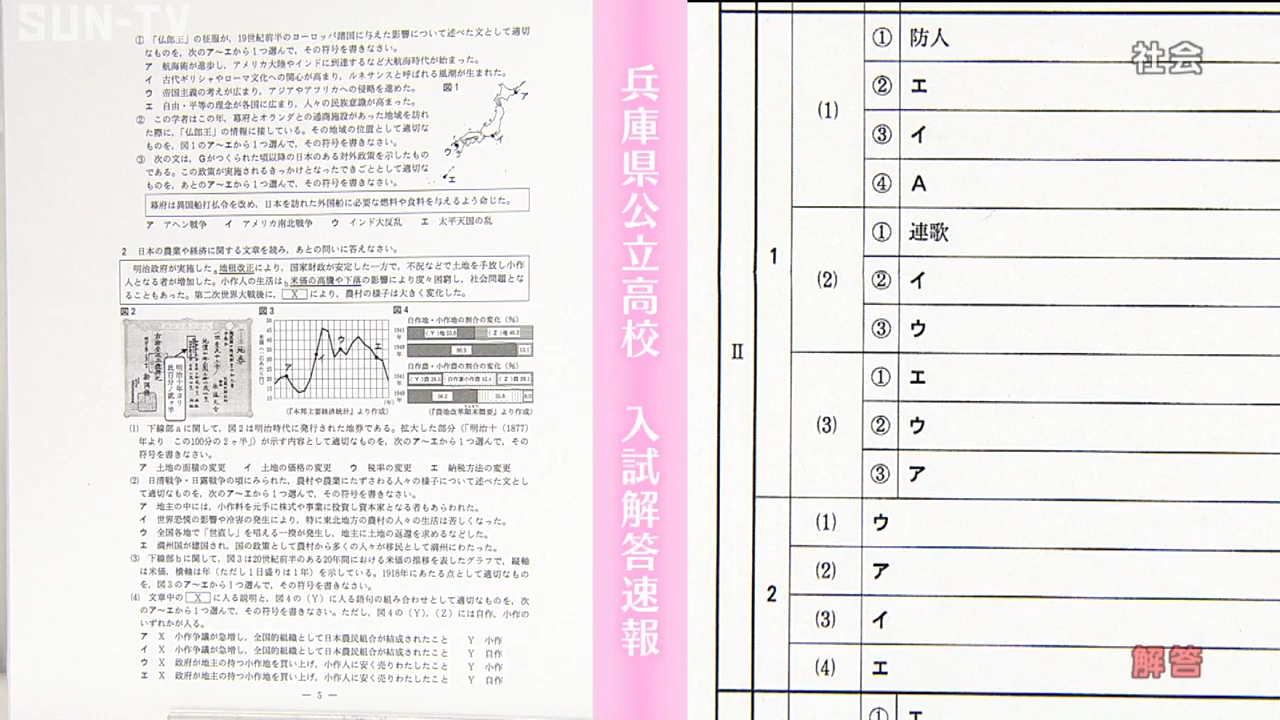 SUN-TV
① 「仏郎王」の征服が，19世紀前半のヨーロッパ諸国に与えた影響について述べた文として適切
なものを，次のア～エから1つ選んで，その符号を書きなさい。
ア 航海術が進歩し，アメリカ大陸やインドに到達するなど大航海時代が始まった。
イ 古代ギリシャやローマ文化への関心が高まり，ルネサンスと呼ばれる風潮が生まれた。
ウ 帝国主義の考えが広まり，アジアやアフリカへの侵略を進めた。
エ 自由・平等の理念が各国に広まり，人々の民族意識が高まった。
図1
ア
イ
ウ
エ
② この学者はこの年，幕府とオランダとの通商施設があった地域を訪れ
た際に，「仏郎王」の情報に接している。その地域の位置として適切な
ものを，図1のア～エから1つ選んで，その符号を書きなさい。
③ 次の文は，Gがつくられた頃以降の日本のある対外政策を示したもの
である。この政策が実施されるきっかけとなったできごととして適切な
ものを，あとのア～エから1つ選んで，その符号を書きなさい。
幕府は異国船打払令を改め，日本を訪れた外国船に必要な燃料や食料を与えるよう命じた。
ア アヘン戦争 イ アメリカ南北戦争 ウ インド大反乱 エ 太平天国の乱
2 日本の農業や経済に関する文章を読み，あとの問いに答えなさい。
明治政府が実施したa地租改正により，国家財政が安定した一方で，不況などで土地を手放し小作
人となる者が増加した。小作人の生活はb米価の高騰や下落の影響により度々困窮し，社会問題とな
ることもあった。第二次世界大戦後に，X により，農村の様子は大きく変化した。
図2
図3
図4
自作地・小作地の割合の変化（%）
自作農・小作農の割合の変化（%）
（『本邦主要経済統計』より作成）
（『農地改革顛末概要』より作成）
(1) 下線部aに関して，図2は明治時代に発行された地券である。拡大した部分（「明治十（1877）
年より この100分の2ヶ半」）が示す内容として適切なものを，次のア～エから1つ選んで，その
符号を書きなさい。
ア 土地の面積の変更 イ 土地の価格の変更 ウ 税率の変更 エ 納税方法の変更
(2) 日清戦争・日露戦争の頃にみられた，農村や農業にたずさわる人々の様子について述べた文とし
て適切なものを，次のア～エから1つ選んで，その符号を書きなさい。
ア 地主の中には，小作料を元手に株式や事業に投資し資本家となる者もあらわれた。
イ 世界恐慌の影響や冷害の発生により，特に東北地方の農村の人々の生活は苦しくなった。
ウ 全国各地で「世直し」を唱える一揆が発生し，地主に土地の返還を求めるなどした。
エ 満州国が建国され，国の政策として農村から多くの人々が移民として満州にわたった。
(3) 下線部bに関して，図3は20世紀前半のある20年間における米価の推移を表したグラフで，縦軸
は米価，横軸は年（ただし1目盛りは1年）を示している。1918年にあたる点として適切なもの
を，図3のア～エから1つ選んで，その符号を書きなさい。
(4) 文章中の X に入る説明と，図4の（Y）に入る語句の組み合わせとして適切なものを，次
のア～エから1つ選んで，その符号を書きなさい。ただし，図4の（Y），（Z）には自作，小作の
いずれかが入る。
ア X 小作争議が急増し，全国的組織として日本農民組合が結成されたこと Y 小作
イ X 小作争議が急増し，全国的組織として日本農民組合が結成されたこと Y 自作
ウ X 政府が地主の持つ小作地を買い上げ，小作人に安く売りわたしたこと Y 小作
エ X 政府が地主の持つ小作地を買い上げ，小作人に安く売りわたしたこと Y 自作
— 5 —
兵庫県公立高校 入試解答速報
社会
Ⅱ
1
(1)
① 防人
② エ
③ イ
④ A
(2)
① 連歌
② イ
③ ウ
(3)
① エ
② ウ
③ ア
2
(1) ウ
(2) ア
(3) イ
(4) エ
① エ
解答